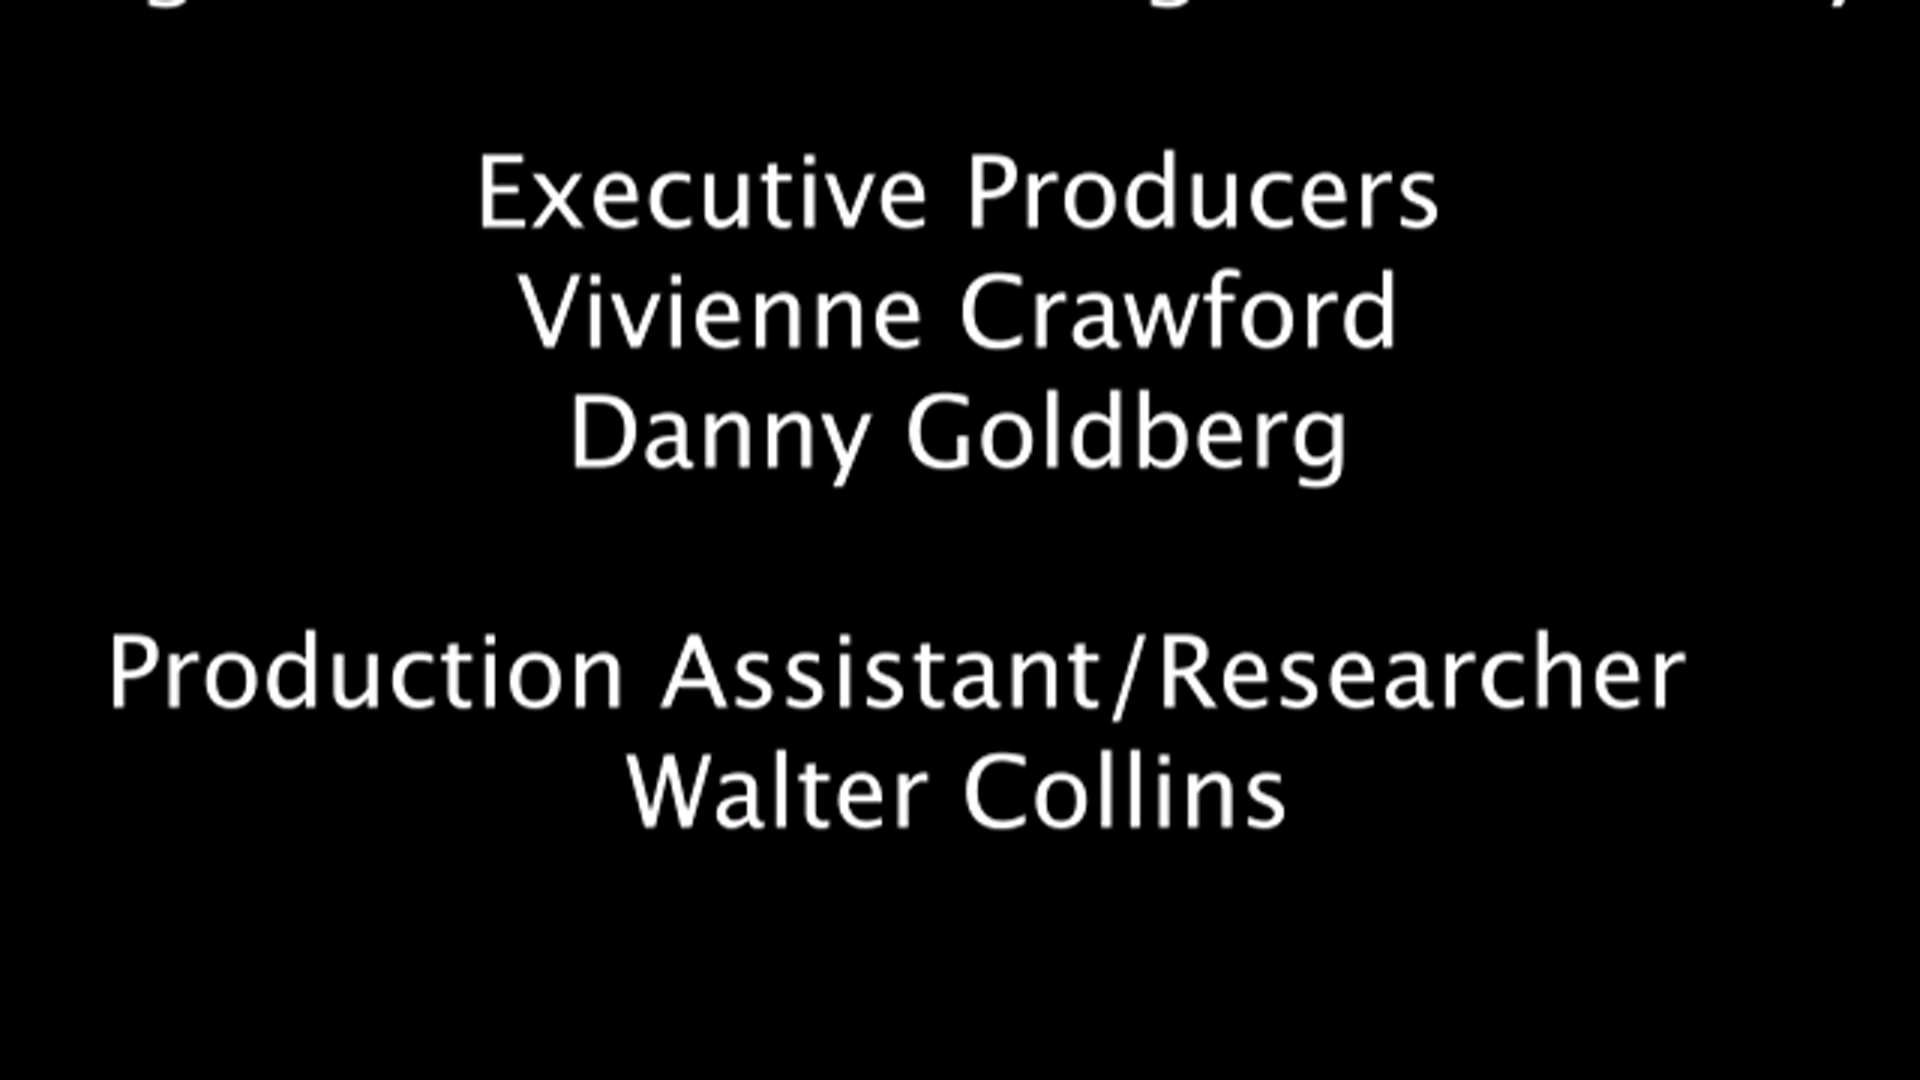 Executive Producers
Vivienne Crawford
Danny Goldberg
Production Assistant/Researcher
Walter Collins